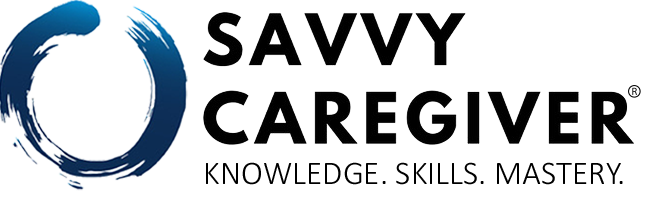 SAVVY
CAREGIVER®
KNOWLEDGE. SKILLS. MASTERY.